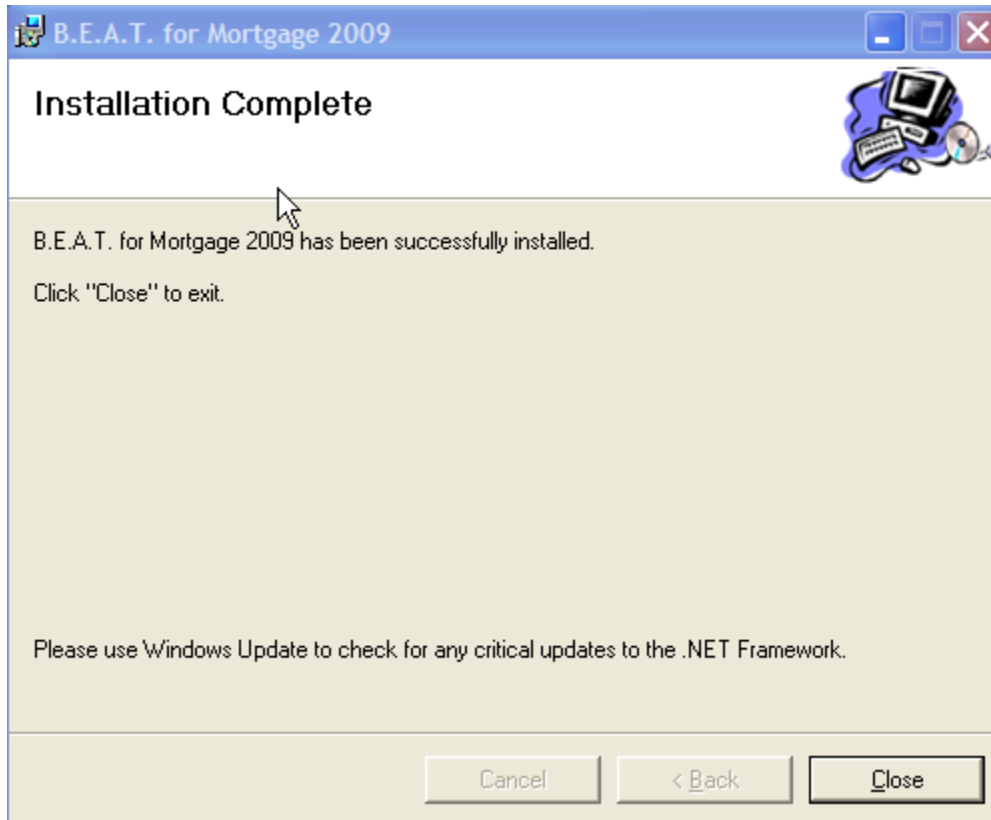 B.E.A.T. for Mortgage 2009
Installation Complete
B.E.A.T. for Mortgage 2009 has been successfully installed.
Click "Close" to exit.
Please use Windows Update to check for any critical updates to the .NET Framework.
Cancel
< Back
Close